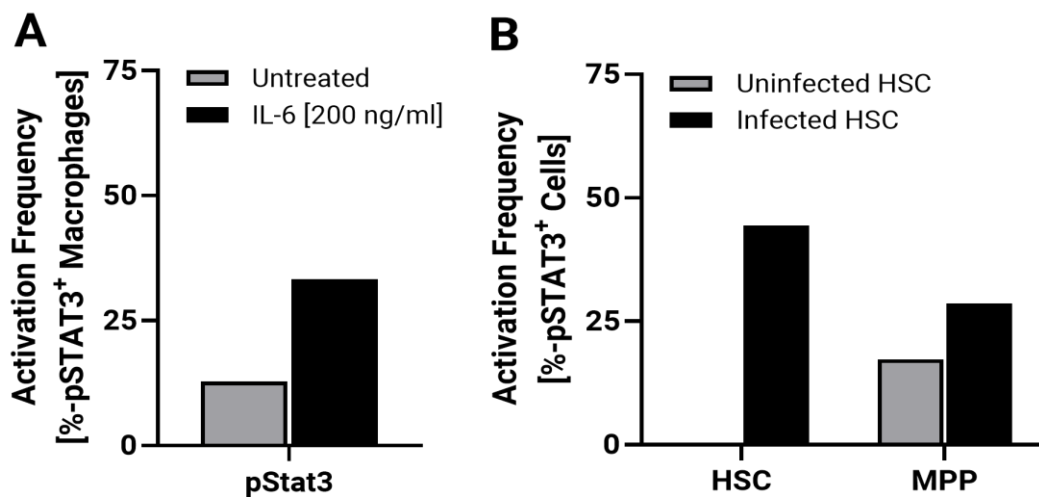 A
Activation Frequency
[%-pSTAT3⁺ Macrophages]
75
50
25
0
Untreated
IL-6 [200 ng/ml]
pStat3
B
Activation Frequency
[%-pSTAT3⁺ Cells]
75
50
25
0
Uninfected HSC
Infected HSC
HSC MPP